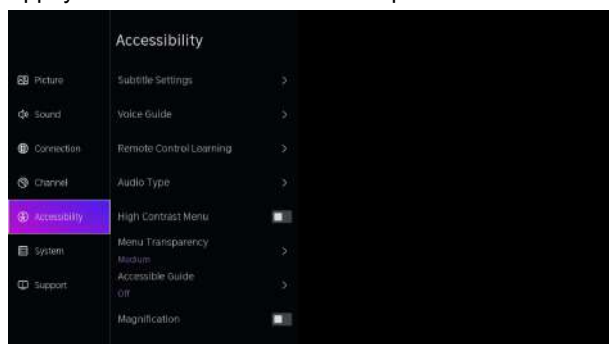 Accessibility
Picture
Sound
Connection
Channel
Accessibility
System
Support
Subtitle Settings
Voice Guide
Remote Control Learning
Audio Type
High Contrast Menu
Menu Transparency
Medium
Accessible Guide
Off
Magnification